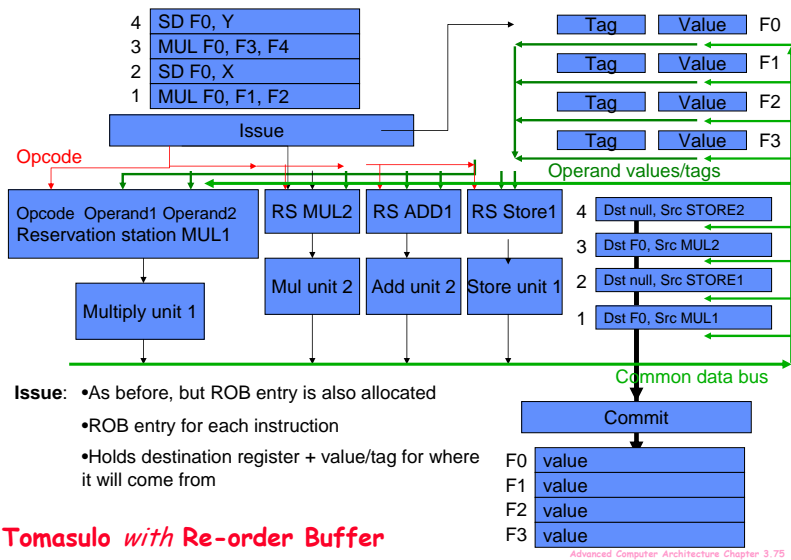 4 SD F0, Y
3 MUL F0, F3, F4
2 SD F0, X
1 MUL F0, F1, F2
Issue
Tag Value F0
Tag Value F1
Tag Value F2
Tag Value F3
Opcode
Operand values/tags
Opcode Operand1 Operand2
Reservation station MUL1
RS MUL2
RS ADD1
RS Store1
4 Dst null, Src STORE2
3 Dst F0, Src MUL2
2 Dst null, Src STORE1
1 Dst F0, Src MUL1
Multiply unit 1
Mul unit 2
Add unit 2
Store unit 1
Common data bus
Issue: •As before, but ROB entry is also allocated
•ROB entry for each instruction
•Holds destination register + value/tag for where
it will come from
Commit
F0 value
F1 value
F2 value
F3 value
Tomasulo with Re-order Buffer
Advanced Computer Architecture Chapter 3.75